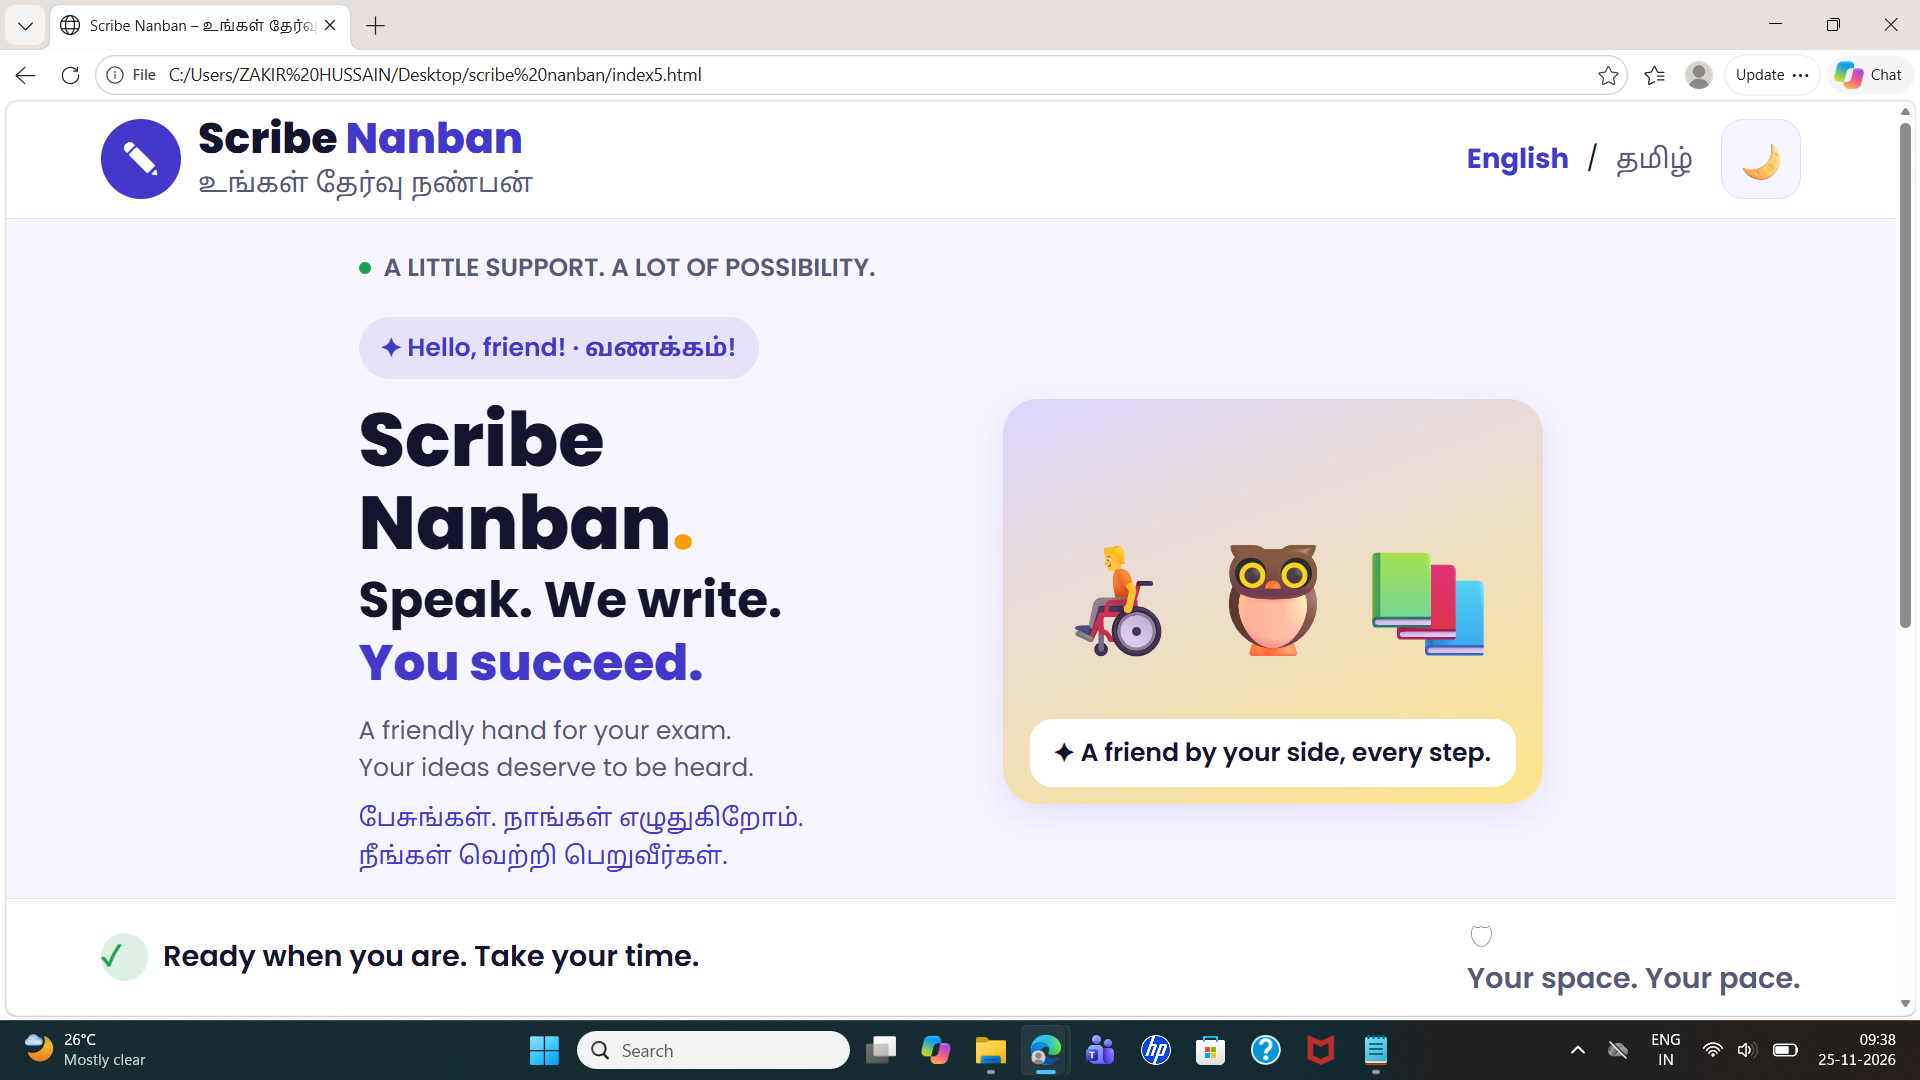 Scribe Nanban – உங்கள் தேர்வு
File C:/Users/ZAKIR%20HUSSAIN/Desktop/scribe%20nanban/index5.html
Update
Chat
Scribe Nanban
உங்கள் தேர்வு நண்பன்
English / தமிழ்
A LITTLE SUPPORT. A LOT OF POSSIBILITY.
✦ Hello, friend! · வணக்கம்!
Scribe
Nanban.
Speak. We write.
You succeed.
A friendly hand for your exam.
Your ideas deserve to be heard.
பேசுங்கள். நாங்கள் எழுதுகிறோம்.
நீங்கள் வெற்றி பெறுவீர்கள்.
✦ A friend by your side, every step.
✓ Ready when you are. Take your time.
Your space. Your pace.
26°C
Mostly clear
Search
T
hp
ENG
IN
09:38
25-11-2026